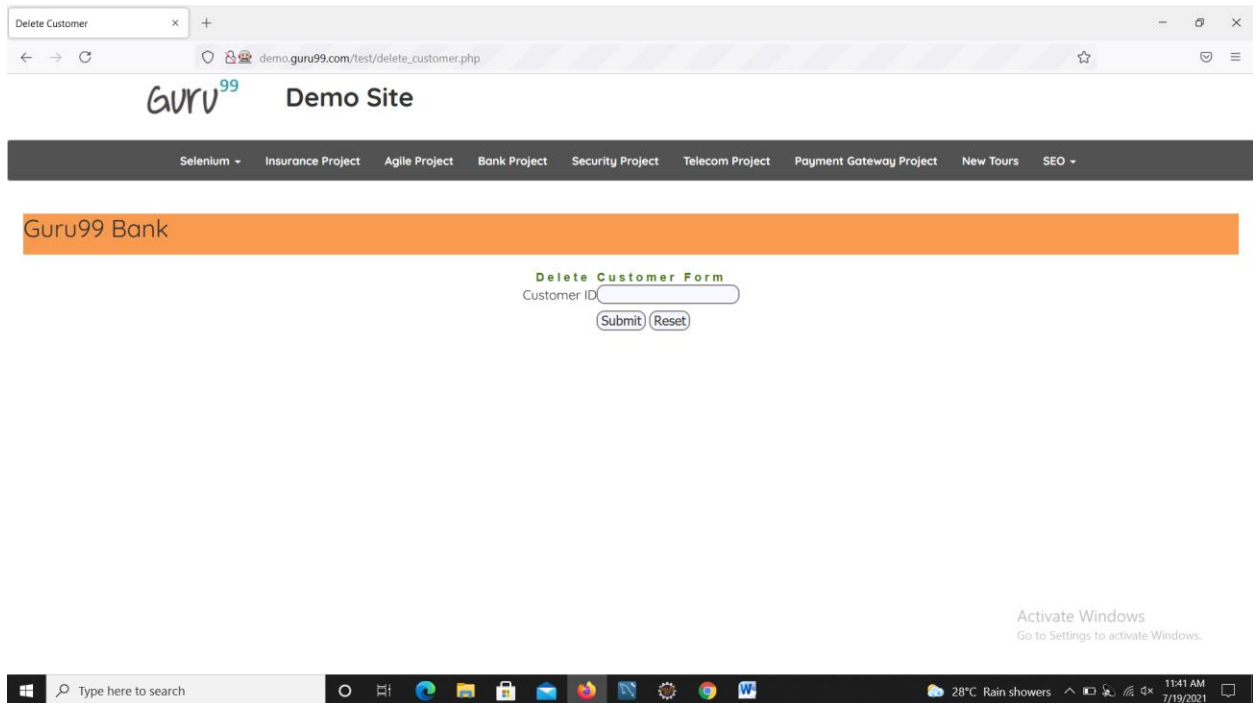 Delete Customer
demo.guru99.com/test/delete_customer.php
Guru99 Demo Site
Selenium Insurance Project Agile Project Bank Project Security Project Telecom Project Payment Gateway Project New Tours SEO
Guru99 Bank
Delete Customer Form
Customer ID
Submit Reset
Activate Windows
Go to Settings to activate Windows.
Type here to search W 28°C Rain showers 11:41 AM
7/19/2021